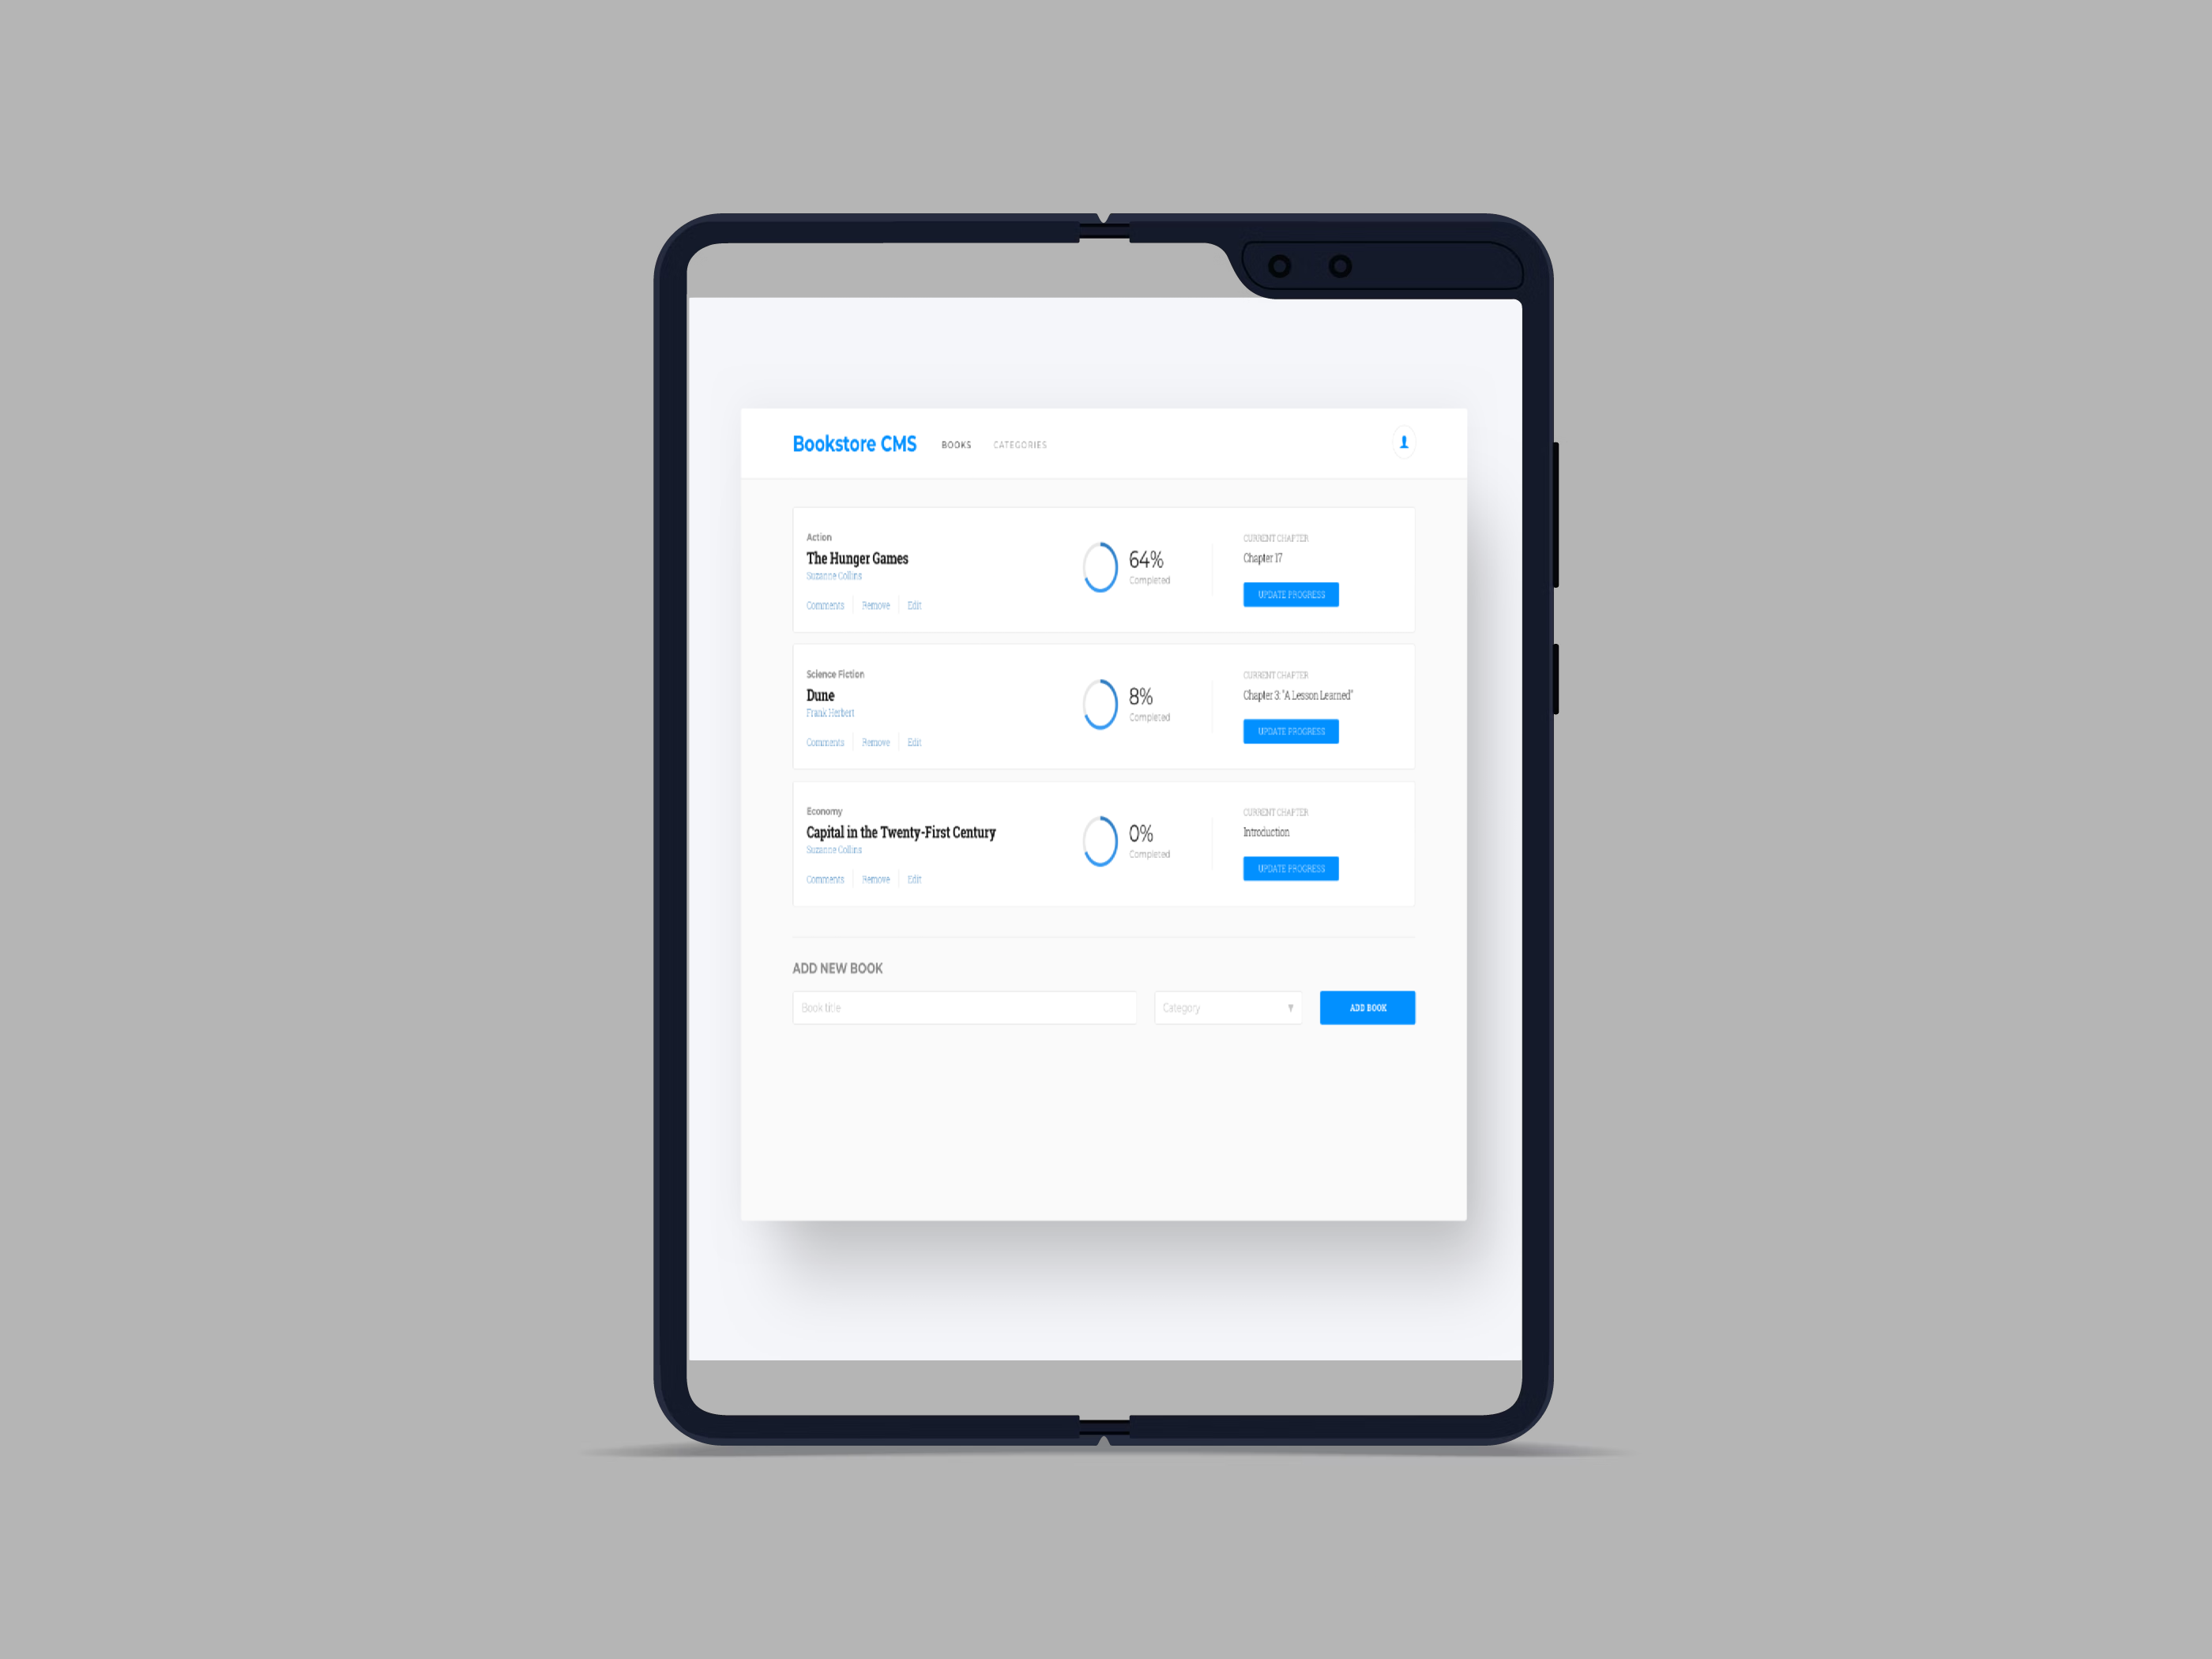 Bookstore CMS BOOKS CATEGORIES
Action
The Hunger Games
Suzanne Collins
Comments Remove Edit
64%
Completed
CURRENT CHAPTER
Chapter 17
UPDATE PROGRESS
Science Fiction
Dune
Frank Herbert
Comments Remove Edit
8%
Completed
CURRENT CHAPTER
Chapter 3: "A Lesson Learned"
UPDATE PROGRESS
Economy
Capital in the Twenty-First Century
Suzanne Collins
Comments Remove Edit
0%
Completed
CURRENT CHAPTER
Introduction
UPDATE PROGRESS
ADD NEW BOOK
Book title
Category
ADD BOOK